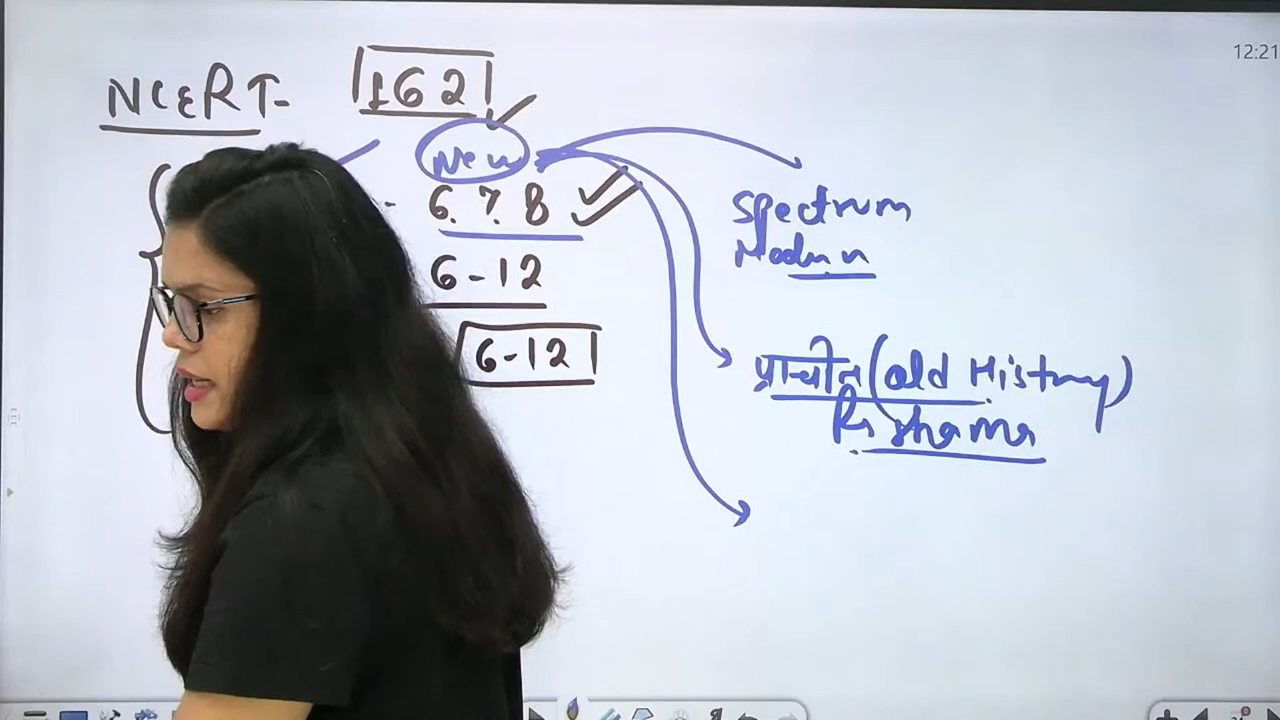 12:21
NCERT- 162
New
6. 7. 8
6-12
6-12
Spectrum
Modern
प्राचीन (old History)
Rs sharma